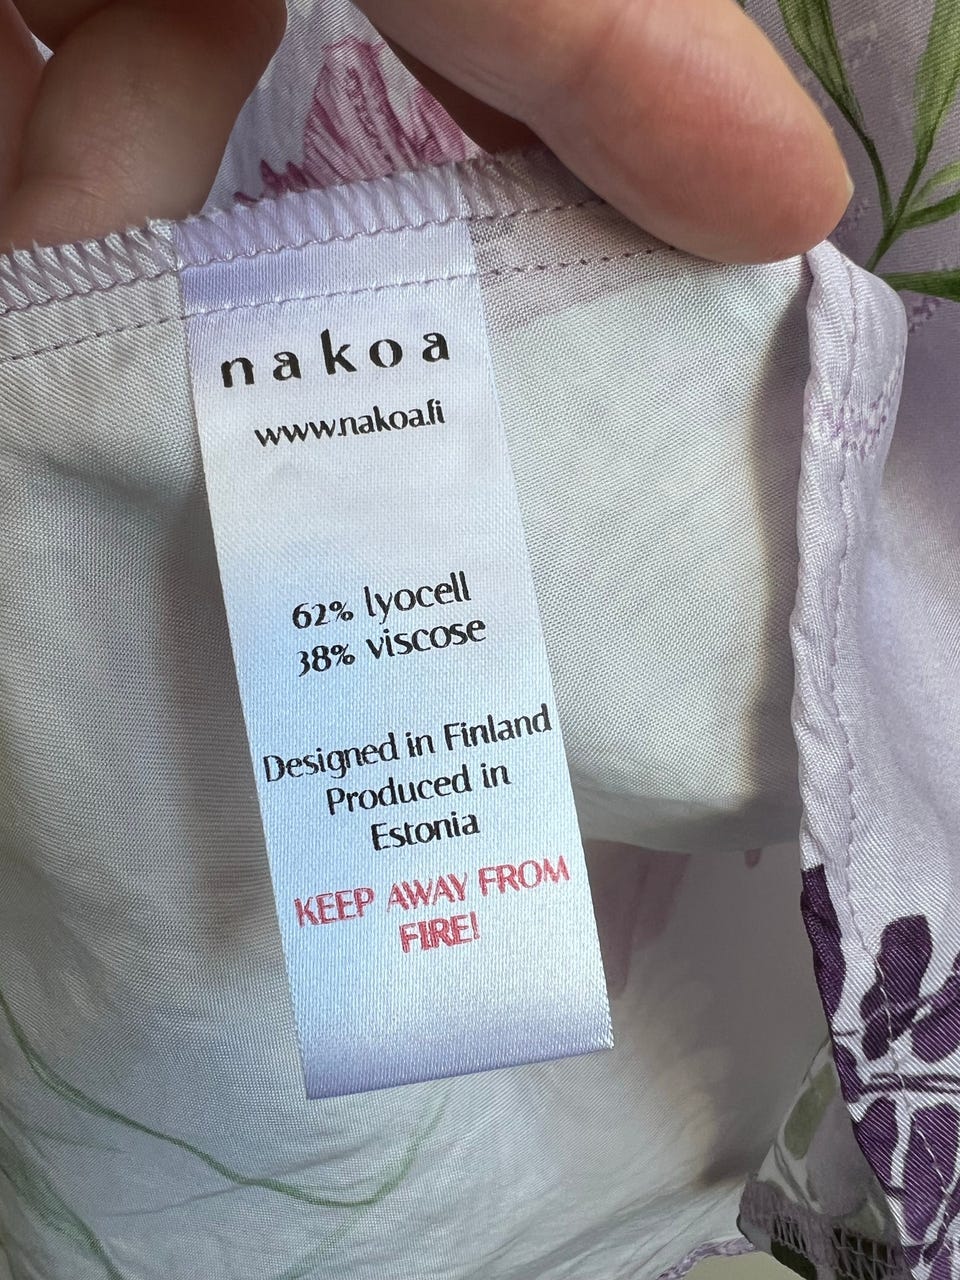 nakoa
www.nakoa.fi
62% lyocell
38% viscose
Designed in Finland
Produced in
Estonia
KEEP AWAY FROM
FIRE!